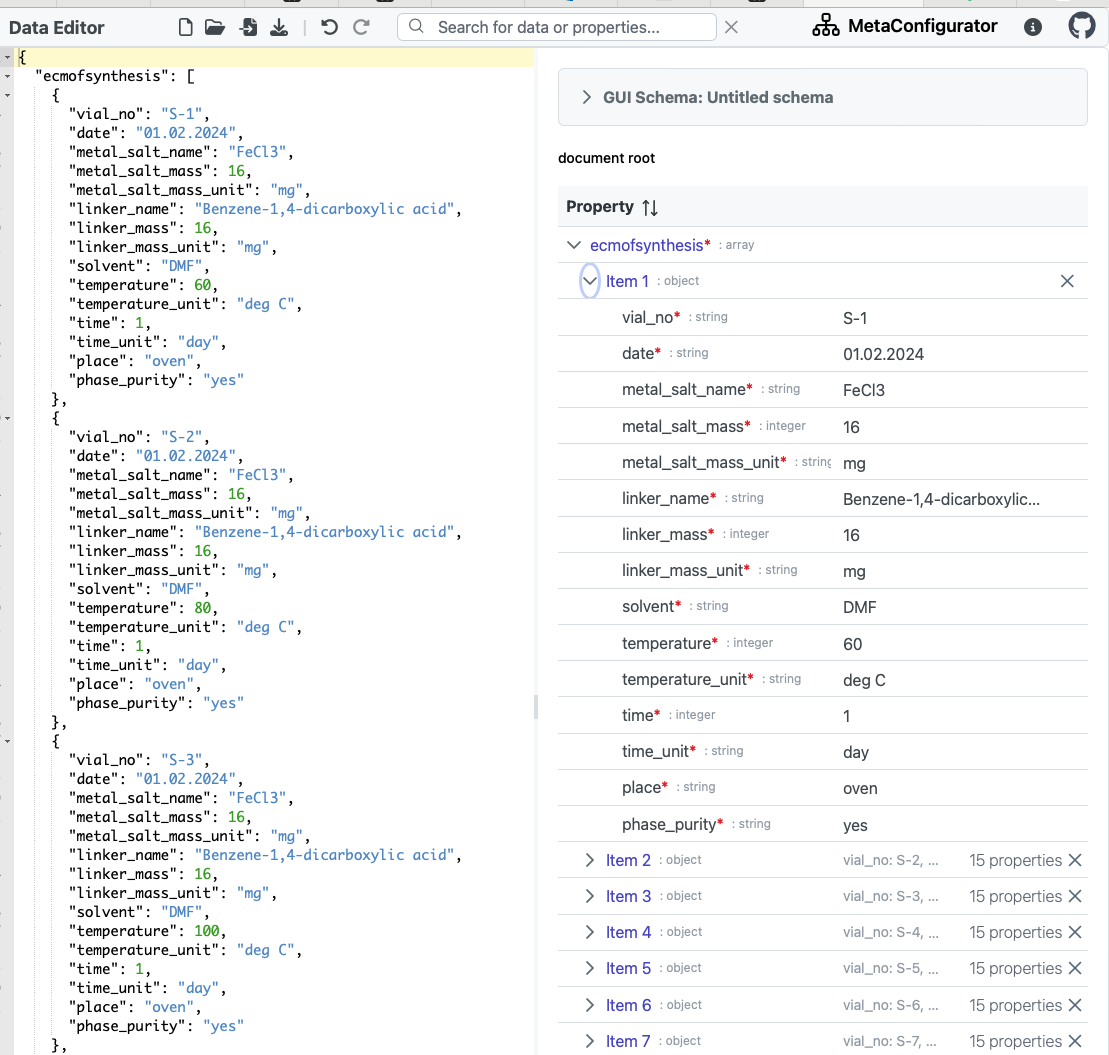 Data Editor
Search for data or properties...
MetaConfigurator
{
"ecmofsynthesis": [
{
"vial_no": "S-1",
"date": "01.02.2024",
"metal_salt_name": "FeCl3",
"metal_salt_mass": 16,
"metal_salt_mass_unit": "mg",
"linker_name": "Benzene-1,4-dicarboxylic acid",
"linker_mass": 16,
"linker_mass_unit": "mg",
"solvent": "DMF",
"temperature": 60,
"temperature_unit": "deg C",
"time": 1,
"time_unit": "day",
"place": "oven",
"phase_purity": "yes"
},
{
"vial_no": "S-2",
"date": "01.02.2024",
"metal_salt_name": "FeCl3",
"metal_salt_mass": 16,
"metal_salt_mass_unit": "mg",
"linker_name": "Benzene-1,4-dicarboxylic acid",
"linker_mass": 16,
"linker_mass_unit": "mg",
"solvent": "DMF",
"temperature": 80,
"temperature_unit": "deg C",
"time": 1,
"time_unit": "day",
"place": "oven",
"phase_purity": "yes"
},
{
"vial_no": "S-3",
"date": "01.02.2024",
"metal_salt_name": "FeCl3",
"metal_salt_mass": 16,
"metal_salt_mass_unit": "mg",
"linker_name": "Benzene-1,4-dicarboxylic acid",
"linker_mass": 16,
"linker_mass_unit": "mg",
"solvent": "DMF",
"temperature": 100,
"temperature_unit": "deg C",
"time": 1,
"time_unit": "day",
"place": "oven",
"phase_purity": "yes"
},
GUI Schema: Untitled schema
document root
Property
ecmofsynthesis* : array
Item 1 : object
vial_no* : string S-1
date* : string 01.02.2024
metal_salt_name* : string FeCl3
metal_salt_mass* : integer 16
metal_salt_mass_unit* : string mg
linker_name* : string Benzene-1,4-dicarboxylic...
linker_mass* : integer 16
linker_mass_unit* : string mg
solvent* : string DMF
temperature* : integer 60
temperature_unit* : string deg C
time* : integer 1
time_unit* : string day
place* : string oven
phase_purity* : string yes
Item 2 : object vial_no: S-2, ... 15 properties
Item 3 : object vial_no: S-3, ... 15 properties
Item 4 : object vial_no: S-4, ... 15 properties
Item 5 : object vial_no: S-5, ... 15 properties
Item 6 : object vial_no: S-6, ... 15 properties
Item 7 : object vial_no: S-7, ... 15 properties